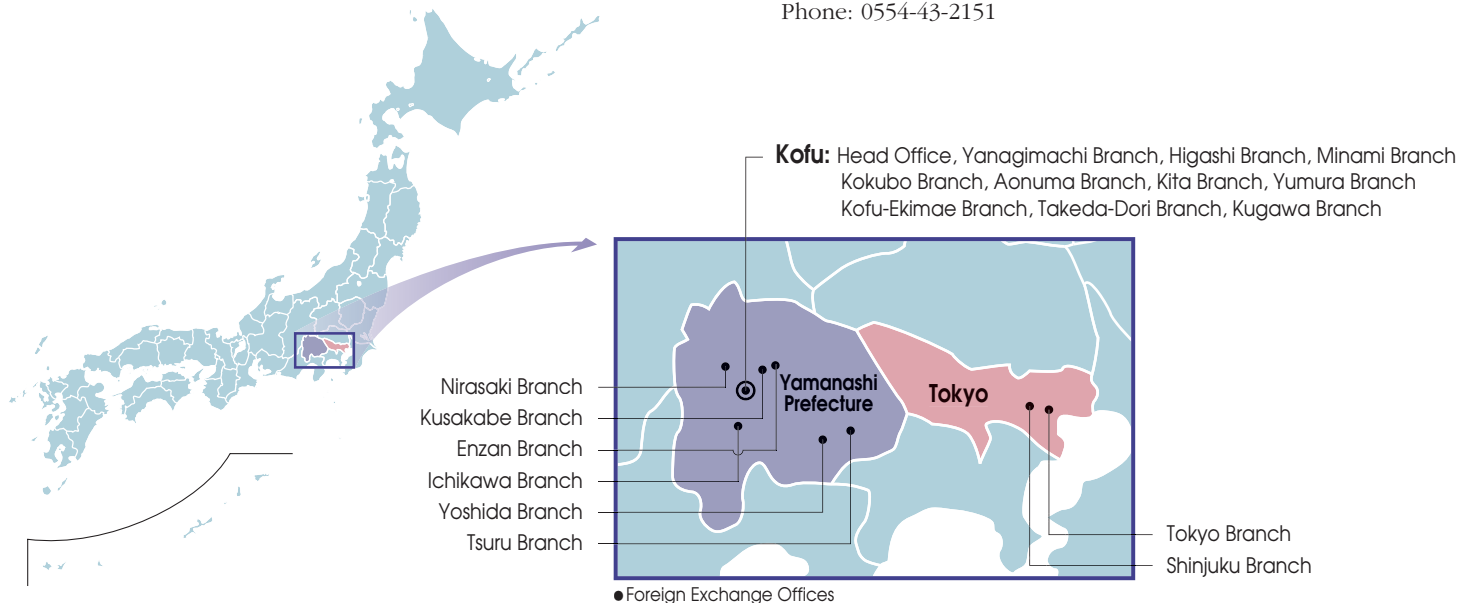 Phone: 0554-43-2151
Kofu: Head Office, Yanagimachi Branch, Higashi Branch, Minami Branch
Kokubo Branch, Aonuma Branch, Kita Branch, Yumura Branch
Kofu-Ekimae Branch, Takeda-Dori Branch, Kugawa Branch
Nirasaki Branch
Kusakabe Branch
Enzan Branch
Ichikawa Branch
Yoshida Branch
Tsuru Branch
Yamanashi
Prefecture
Tokyo
Tokyo Branch
Shinjuku Branch
● Foreign Exchange Offices